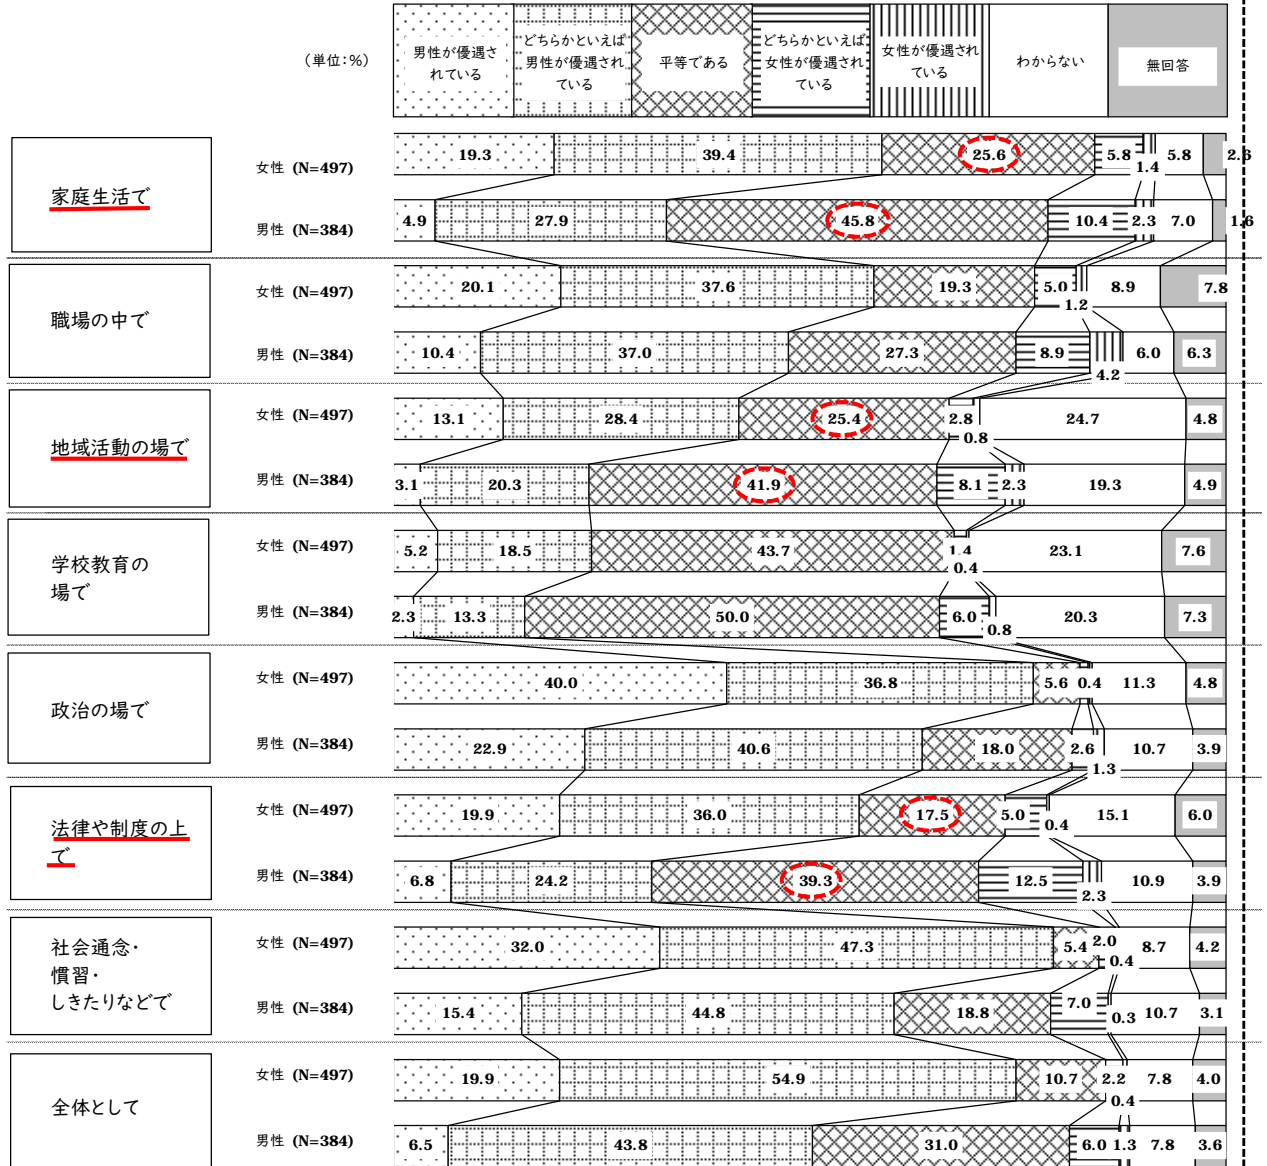 (単位:%)
男性が優遇さ
れている
どちらかといえば
男性が優遇され
ている
平等である
どちらかといえば
女性が優遇され
ている
女性が優遇され
ている
わからない
無回答
家庭生活で
女性 (N=497)
19.3 39.4 25.6 5.8 1.4 5.8 2.6
男性 (N=384)
4.9 27.9 45.8 10.4 2.3 7.0 1.6
職場の中で
女性 (N=497)
20.1 37.6 19.3 5.0 1.2 8.9 7.8
男性 (N=384)
10.4 37.0 27.3 8.9 4.2 6.0 6.3
地域活動の場で
女性 (N=497)
13.1 28.4 25.4 2.8 0.8 24.7 4.8
男性 (N=384)
3.1 20.3 41.9 8.1 2.3 19.3 4.9
学校教育の
場で
女性 (N=497)
5.2 18.5 43.7 1.4 0.4 23.1 7.6
男性 (N=384)
2.3 13.3 50.0 6.0 0.8 20.3 7.3
政治の場で
女性 (N=497)
40.0 36.8 5.6 0.4 11.3 4.8
男性 (N=384)
22.9 40.6 18.0 2.6 1.3 10.7 3.9
法律や制度の上
で
女性 (N=497)
19.9 36.0 17.5 5.0 0.4 15.1 6.0
男性 (N=384)
6.8 24.2 39.3 12.5 2.3 10.9 3.9
社会通念・
慣習・
しきたりなどで
女性 (N=497)
32.0 47.3 5.4 2.0 0.4 8.7 4.2
男性 (N=384)
15.4 44.8 18.8 7.0 0.3 10.7 3.1
全体として
女性 (N=497)
19.9 54.9 10.7 2.2 0.4 7.8 4.0
男性 (N=384)
6.5 43.8 31.0 6.0 1.3 7.8 3.6